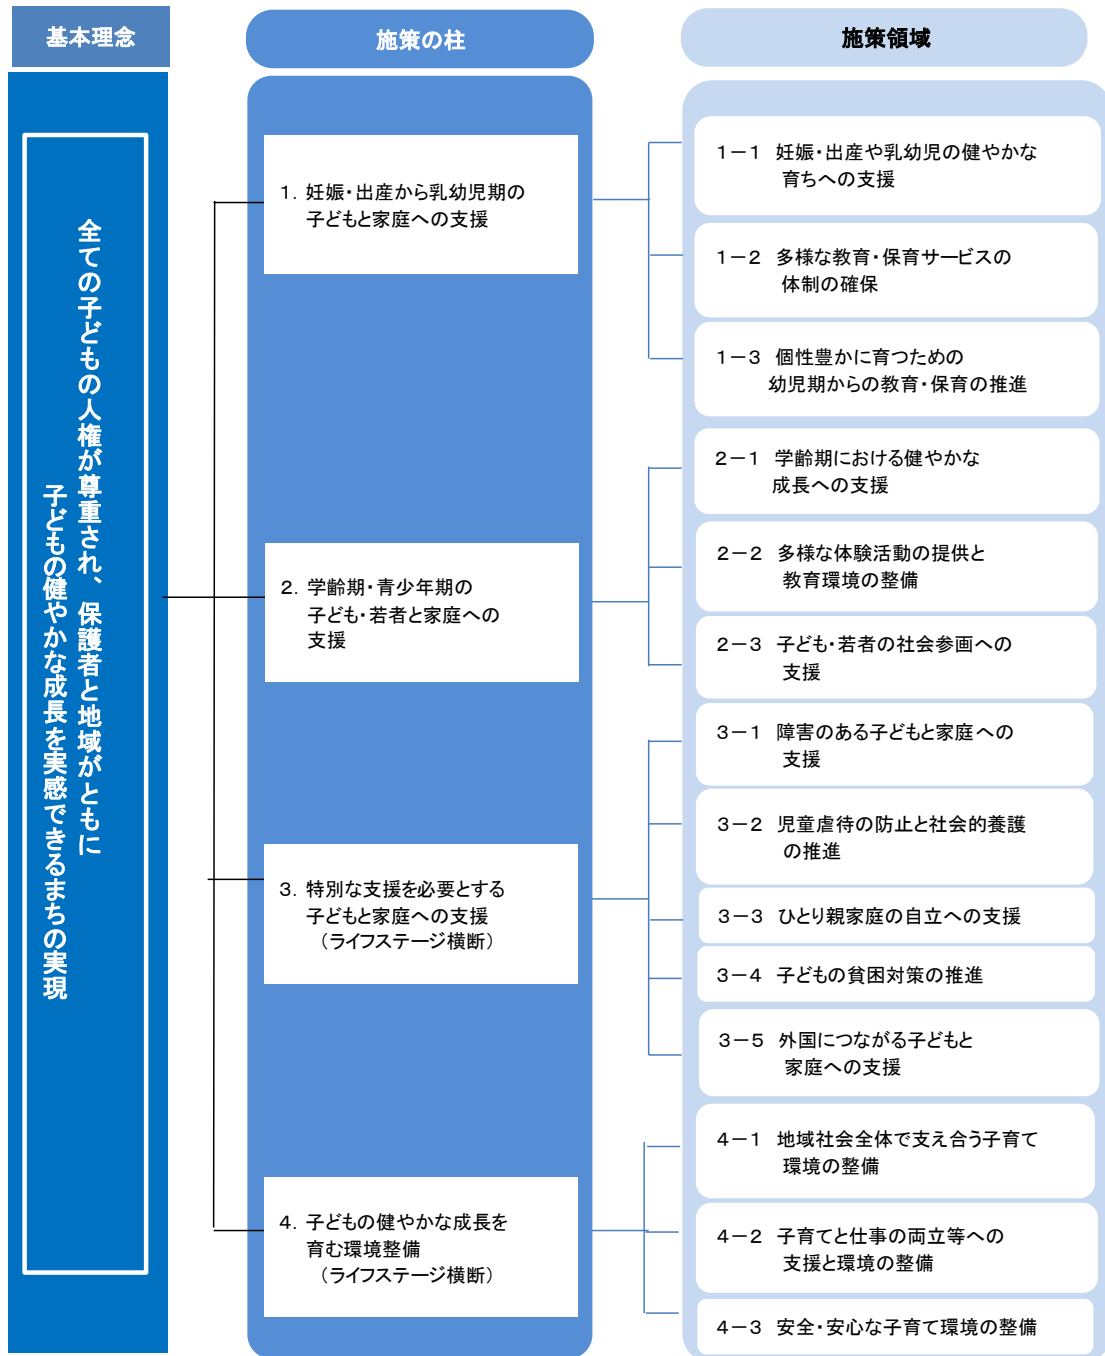 基本理念
施策の柱
施策領域
全ての子どもの人権が尊重され、保護者と地域がともに
子どもの健やかな成長を実感できるまちの実現
1. 妊娠・出産から乳幼児期の
子どもと家庭への支援
2. 学齢期・青少年期の
子ども・若者と家庭への
支援
3. 特別な支援を必要とする
子どもと家庭への支援
（ライフステージ横断）
4. 子どもの健やかな成長を
育む環境整備
（ライフステージ横断）
1－1 妊娠・出産や乳幼児の健やかな
育ちへの支援
1－2 多様な教育・保育サービスの
体制の確保
1－3 個性豊かに育つための
幼児期からの教育・保育の推進
2－1 学齢期における健やかな
成長への支援
2－2 多様な体験活動の提供と
教育環境の整備
2－3 子ども・若者の社会参画への
支援
3－1 障害のある子どもと家庭への
支援
3－2 児童虐待の防止と社会的養護
の推進
3－3 ひとり親家庭の自立への支援
3－4 子どもの貧困対策の推進
3－5 外国につながる子どもと
家庭への支援
4－1 地域社会全体で支え合う子育て
環境の整備
4－2 子育てと仕事の両立等への
支援と環境の整備
4－3 安全・安心な子育て環境の整備